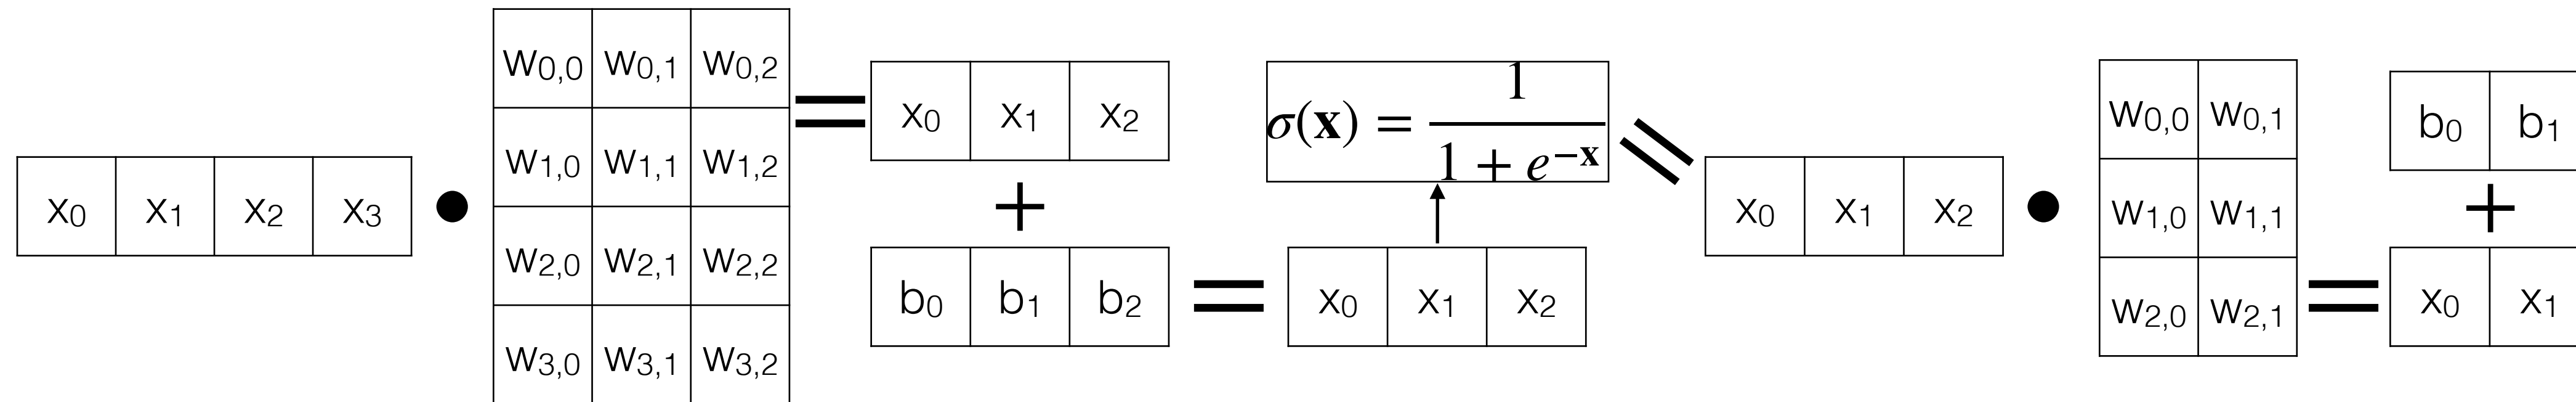 x0 x1 x2 x3
•
w0,0 w0,1 w0,2
w1,0 w1,1 w1,2
w2,0 w2,1 w2,2
w3,0 w3,1 w3,2
=
x0 x1 x2
+
b0 b1 b2
=
x0 x1 x2
σ(x) = 1 / (1 + e^−x)
=
x0 x1 x2
•
w0,0 w0,1
w1,0 w1,1
w2,0 w2,1
=
b0 b1
+
x0 x1